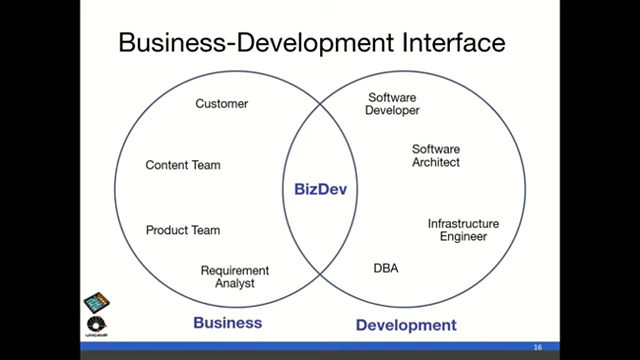 Business-Development Interface
Customer
Content Team
Product Team
Requirement
Analyst
BizDev
Software
Developer
Software
Architect
Infrastructure
Engineer
DBA
Business
Development
UNICAMP
16